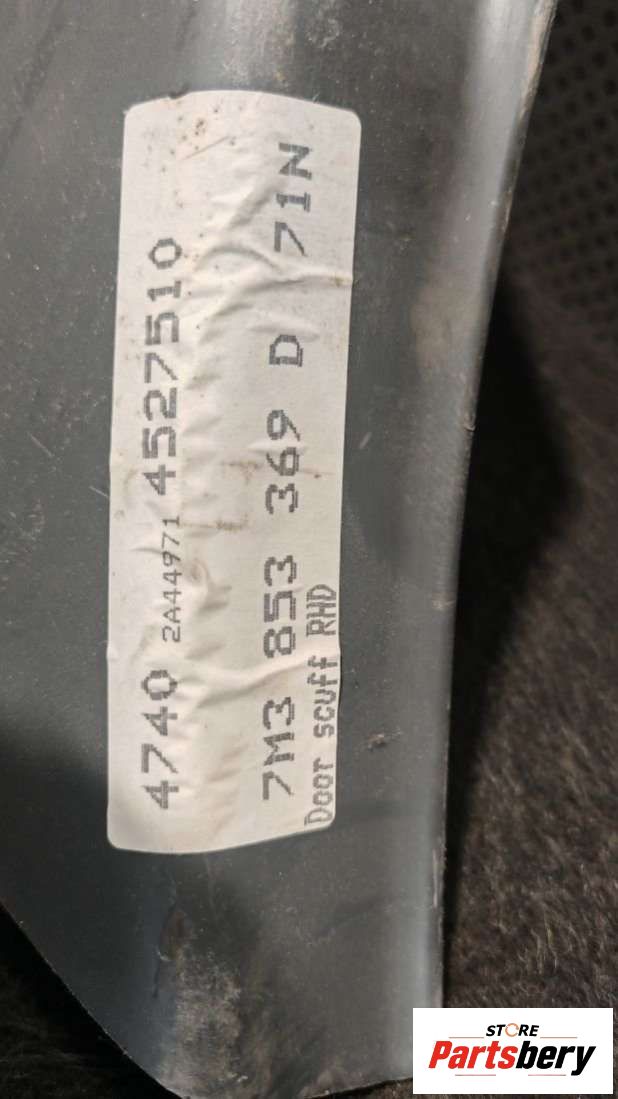 4740 2A44971 4527510
7M3 853 369 D 71N
Door scuff RHD
STORE
Partsbery